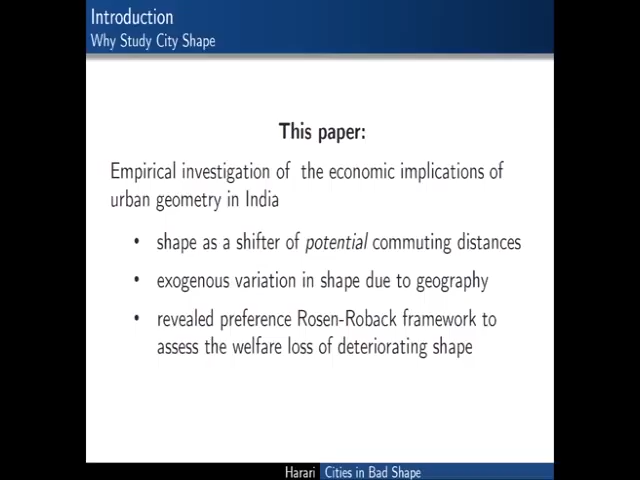 Introduction
Why Study City Shape
This paper:
Empirical investigation of the economic implications of
urban geometry in India
• shape as a shifter of potential commuting distances
• exogenous variation in shape due to geography
• revealed preference Rosen-Roback framework to
assess the welfare loss of deteriorating shape
Harari Cities in Bad Shape